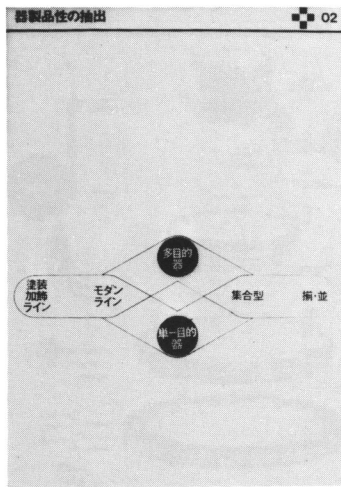 器製品性の抽出
02
多目的
器
塗装
加飾
ライン
モダン
ライン
集合型
揃・並
単一目的
器